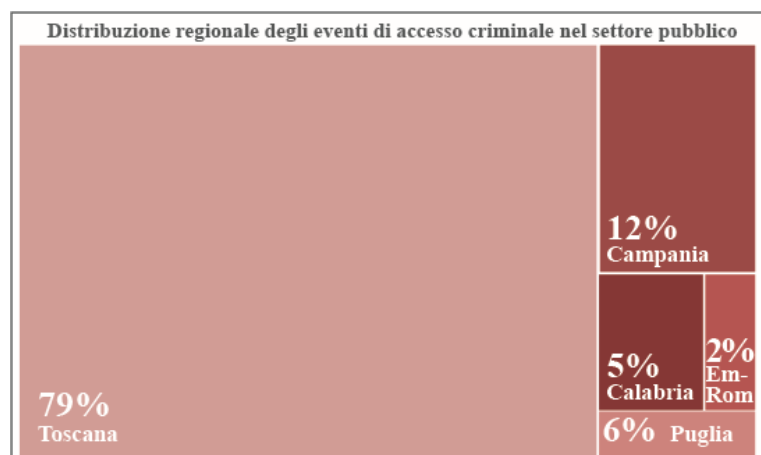 Distribuzione regionale degli eventi di accesso criminale nel settore pubblico
79%
Toscana
12%
Campania
5%
Calabria
2%
Em-
Rom
6% Puglia